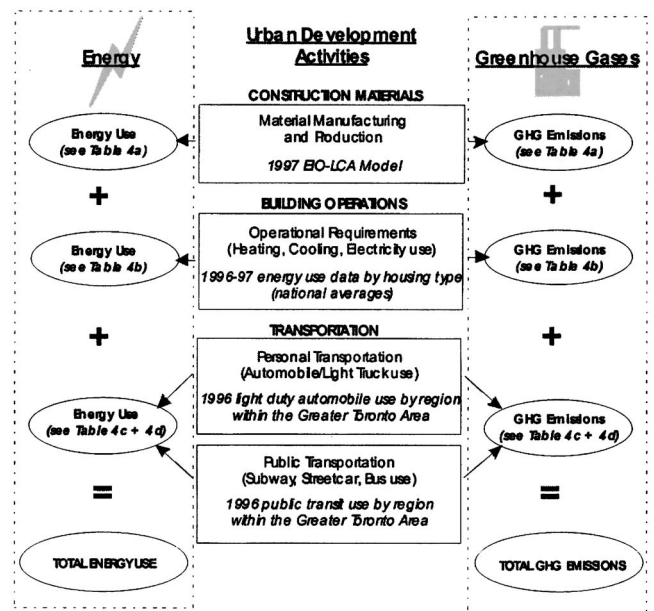 Energy
Urban Development
Activities
Greenhouse Gases
CONSTRUCTION MATERIALS
Energy Use
(see Table 4a)
Material Manufacturing
and Production
1997 EIO-LCA Model
GHG Emissions
(see Table 4a)
+
+
BUILDING OPERATIONS
Energy Use
(see Table 4b)
Operational Requirements
(Heating, Cooling, Electricity use)
1996-97 energy use data by housing type
(national averages)
GHG Emissions
(see Table 4b)
+
+
TRANSPORTATION
Personal Transportation
(Automobile/Light Truck use)
1996 light duty automobile use by region
within the Greater Toronto Area
Energy Use
(see Table 4c + 4d)
GHG Emissions
(see Table 4c + 4d)
Public Transportation
(Subway, Streetcar, Bus use)
1996 public transit use by region
within the Greater Toronto Area
=
=
TOTAL ENERGY USE
TOTAL GHG EMISSIONS